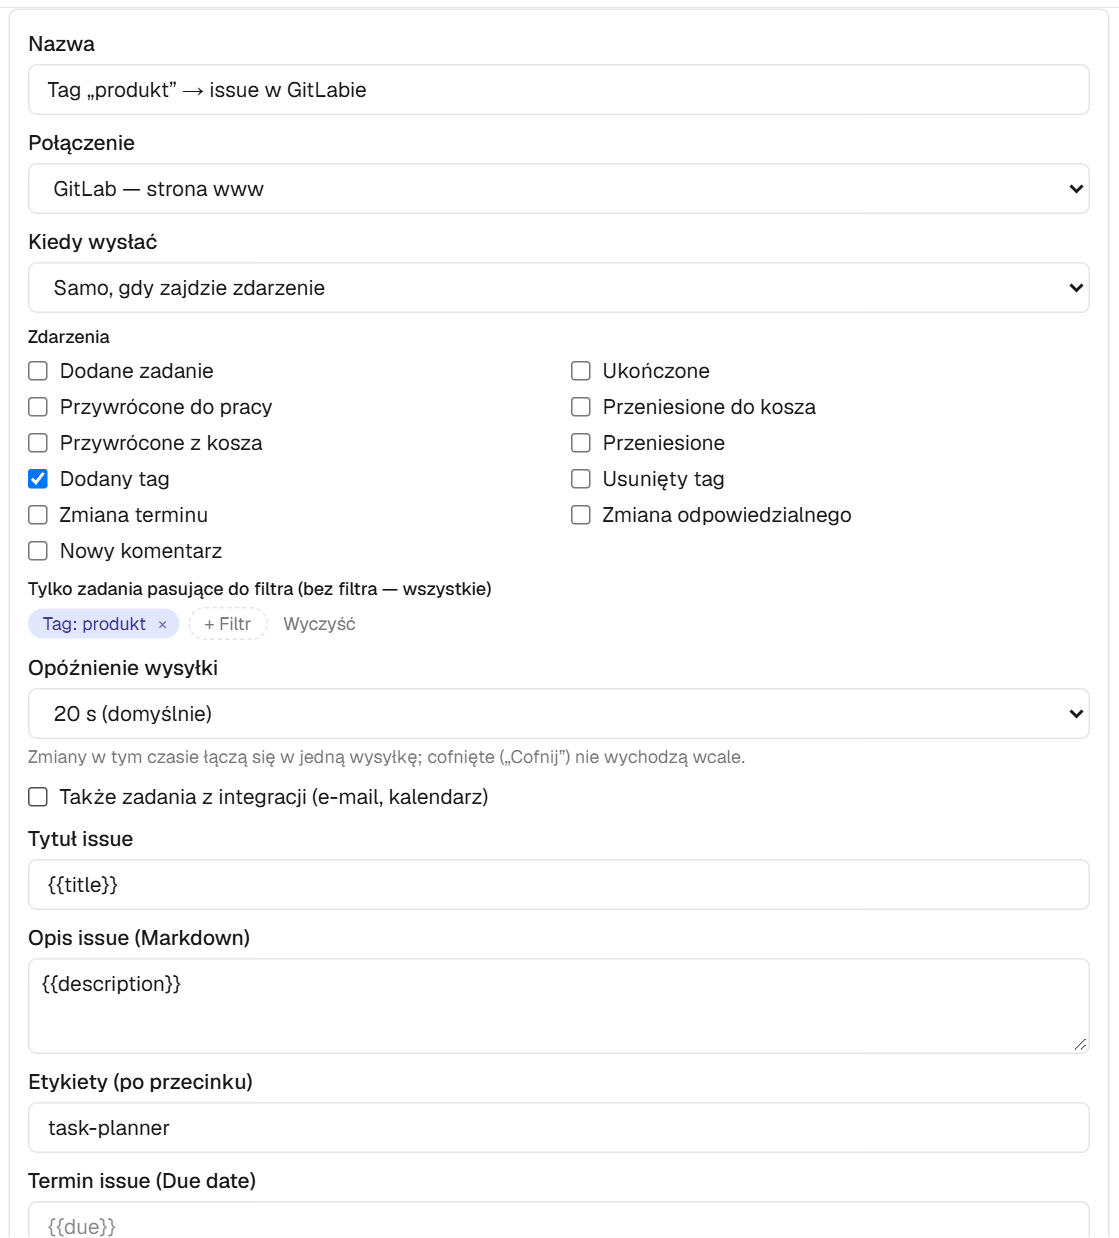 Nazwa
Tag „produkt” → issue w GitLabie
Połączenie
GitLab — strona www
Kiedy wysłać
Samo, gdy zajdzie zdarzenie
Zdarzenia
Dodane zadanie
Ukończone
Przywrócone do pracy
Przeniesione do kosza
Przywrócone z kosza
Przeniesione
Dodany tag
Usunięty tag
Zmiana terminu
Zmiana odpowiedzialnego
Nowy komentarz
Tylko zadania pasujące do filtra (bez filtra — wszystkie)
Tag: produkt × + Filtr Wyczyść
Opóźnienie wysyłki
20 s (domyślnie)
Zmiany w tym czasie łączą się w jedną wysyłkę; cofnięte („Cofnij”) nie wychodzą wcale.
Także zadania z integracji (e-mail, kalendarz)
Tytuł issue
{{title}}
Opis issue (Markdown)
{{description}}
Etykiety (po przecinku)
task-planner
Termin issue (Due date)
{{due}}